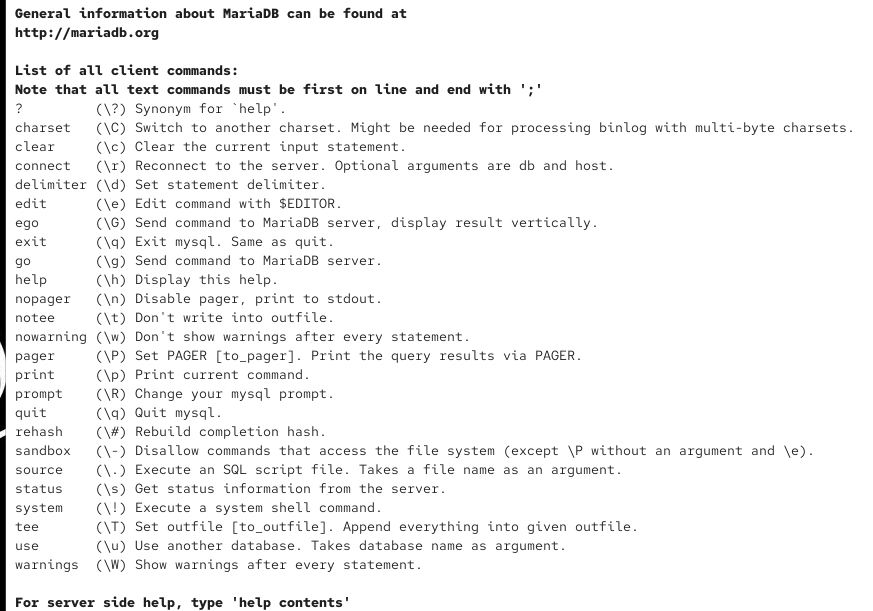 General information about MariaDB can be found at
http://mariadb.org

List of all client commands:
Note that all text commands must be first on line and end with ';'
?         (\?) Synonym for `help'.
charset   (\C) Switch to another charset. Might be needed for processing binlog with multi-byte charsets.
clear     (\c) Clear the current input statement.
connect   (\r) Reconnect to the server. Optional arguments are db and host.
delimiter (\d) Set statement delimiter.
edit      (\e) Edit command with $EDITOR.
ego       (\G) Send command to MariaDB server, display result vertically.
exit      (\q) Exit mysql. Same as quit.
go        (\g) Send command to MariaDB server.
help      (\h) Display this help.
nopager   (\n) Disable pager, print to stdout.
notee     (\t) Don't write into outfile.
nowarning (\w) Don't show warnings after every statement.
pager     (\P) Set PAGER [to_pager]. Print the query results via PAGER.
print     (\p) Print current command.
prompt    (\R) Change your mysql prompt.
quit      (\q) Quit mysql.
rehash    (\#) Rebuild completion hash.
sandbox   (\-) Disallow commands that access the file system (except \P without an argument and \e).
source    (\.) Execute an SQL script file. Takes a file name as an argument.
status    (\s) Get status information from the server.
system    (\!) Execute a system shell command.
tee       (\T) Set outfile [to_outfile]. Append everything into given outfile.
use       (\u) Use another database. Takes database name as argument.
warnings  (\W) Show warnings after every statement.

For server side help, type 'help contents'